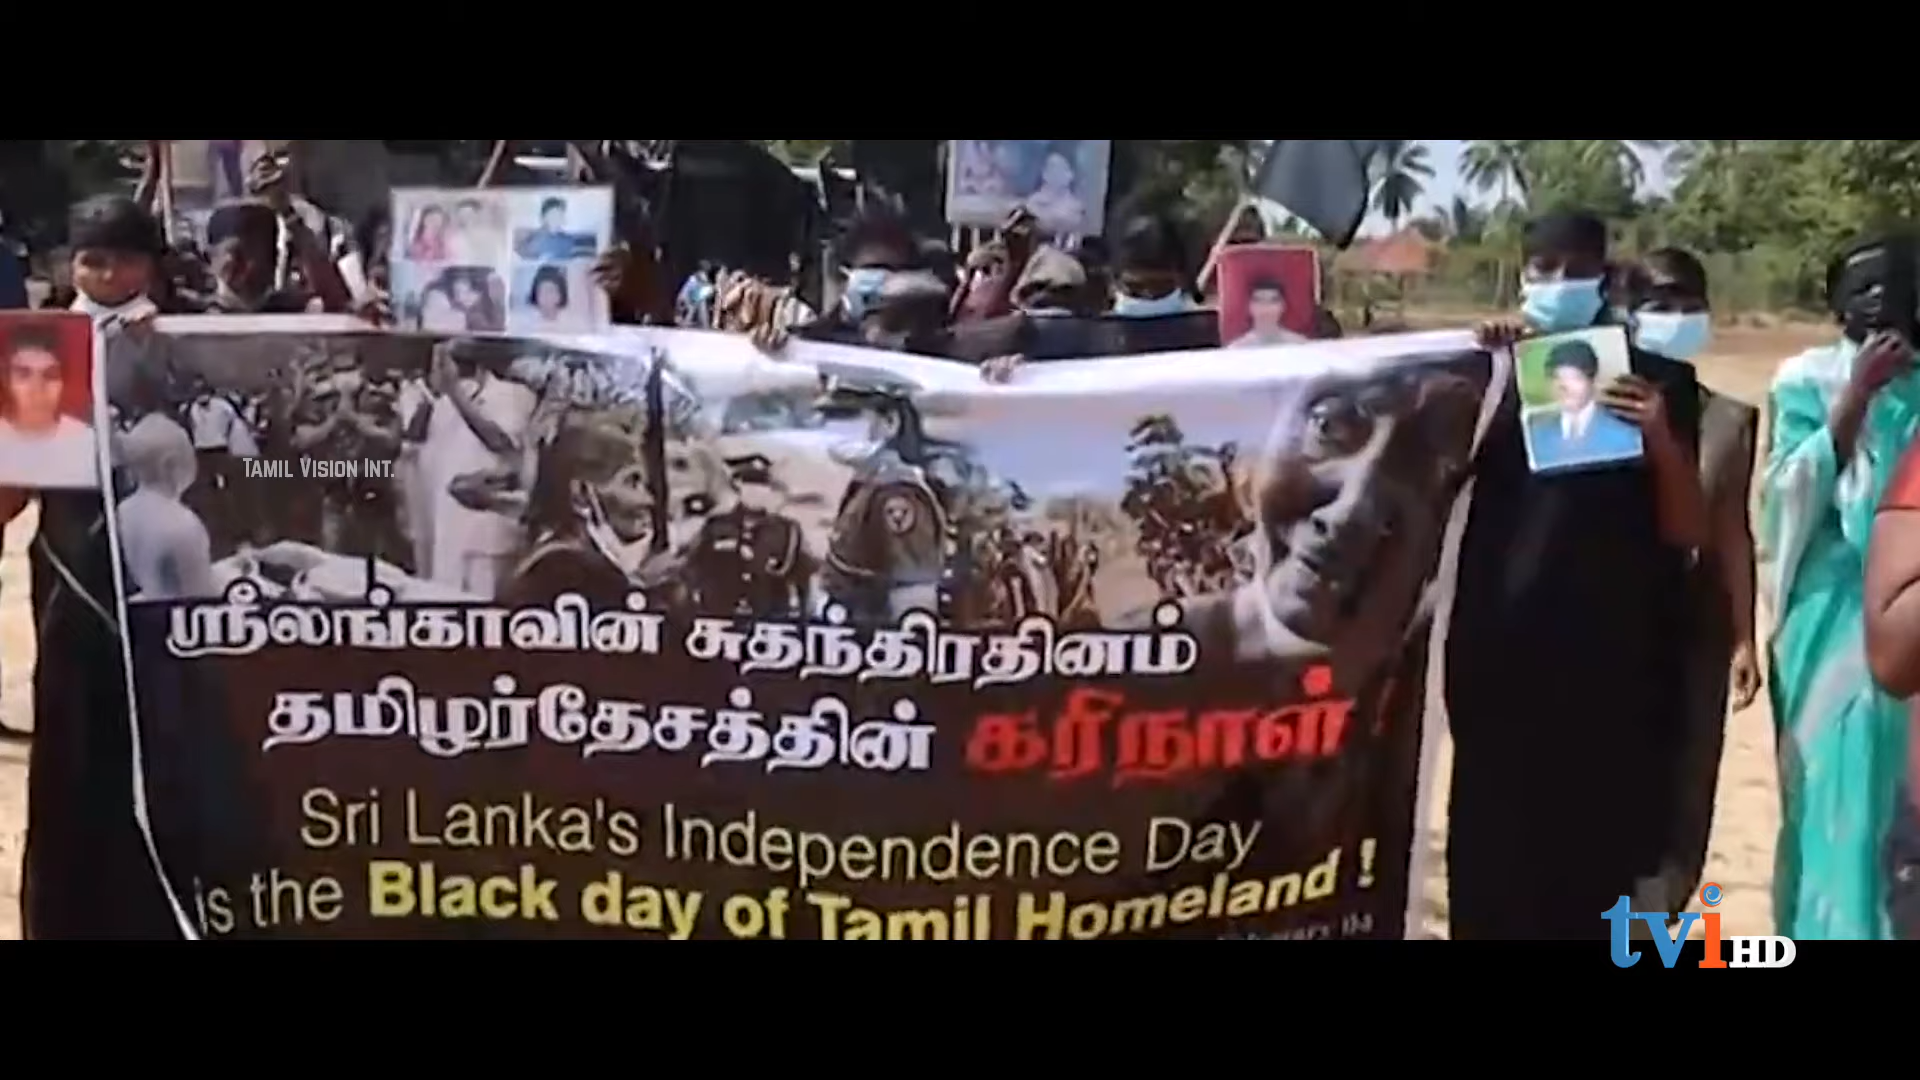 TAMIL VISION INT.
ஸ்ரீலங்காவின் சுதந்திரதினம்
தமிழர்தேசத்தின் கரிநாள்
Sri Lanka's Independence Day
is the Black day of Tamil Homeland !
tvi HD